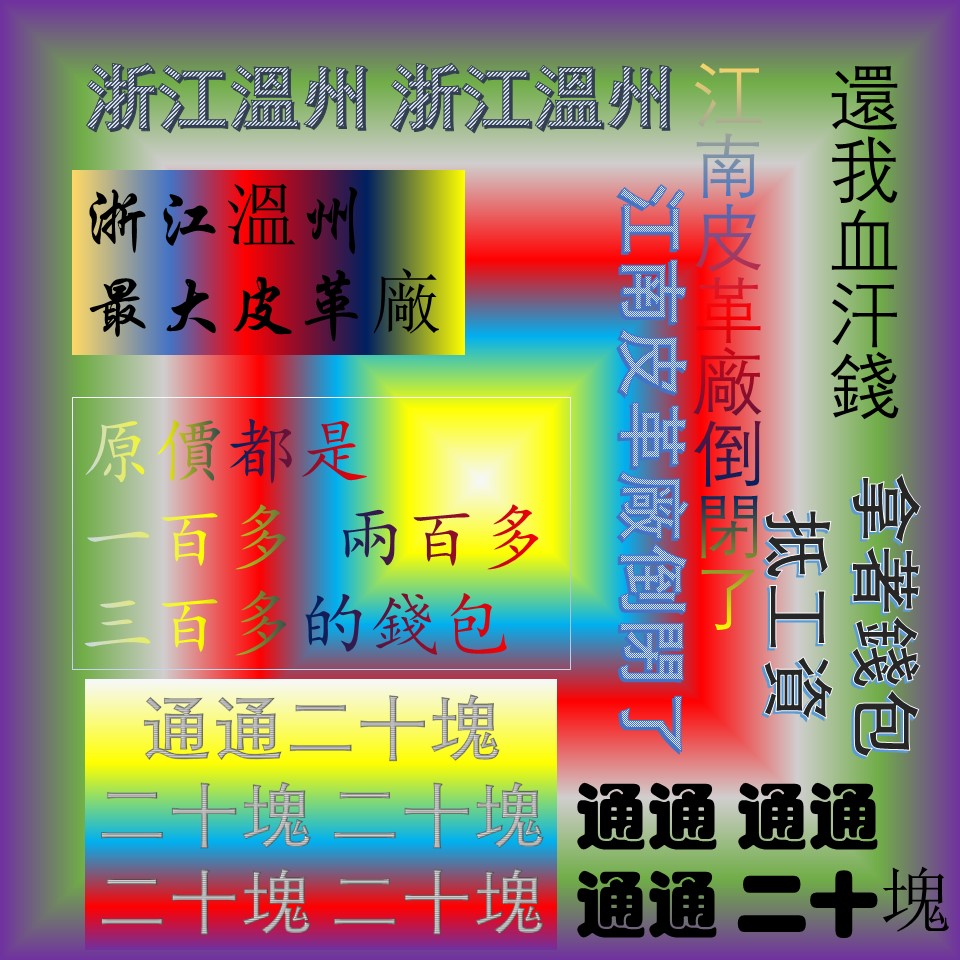 浙江溫州 浙江溫州
浙江溫州
最大皮革廠
江南皮革廠倒閉了
江南皮革廠倒閉了
原價都是
一百多 兩百多
三百多的錢包
通通二十塊
二十塊 二十塊
二十塊 二十塊
通通 通通
通通 二十塊
還我血汗錢
拿著錢包
抵工資